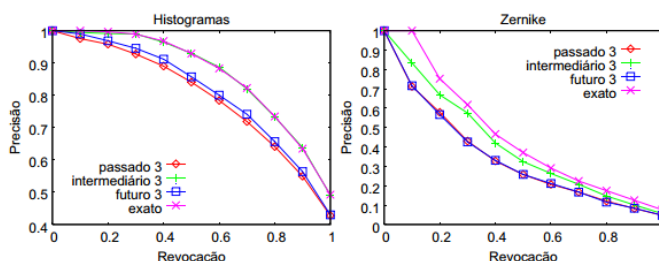 Histogramas
Precisão
1
0.9
0.8
0.7
0.6
0.5
0.4
passado 3
intermediário 3
futuro 3
exato
0 0.2 0.4 0.6 0.8 1
Revocação
Zernike
Precisão
1
0.9
0.8
0.7
0.6
0.5
0.4
0.3
0.2
0.1
0
passado 3
intermediário 3
futuro 3
exato
0 0.2 0.4 0.6 0.8
Revocação